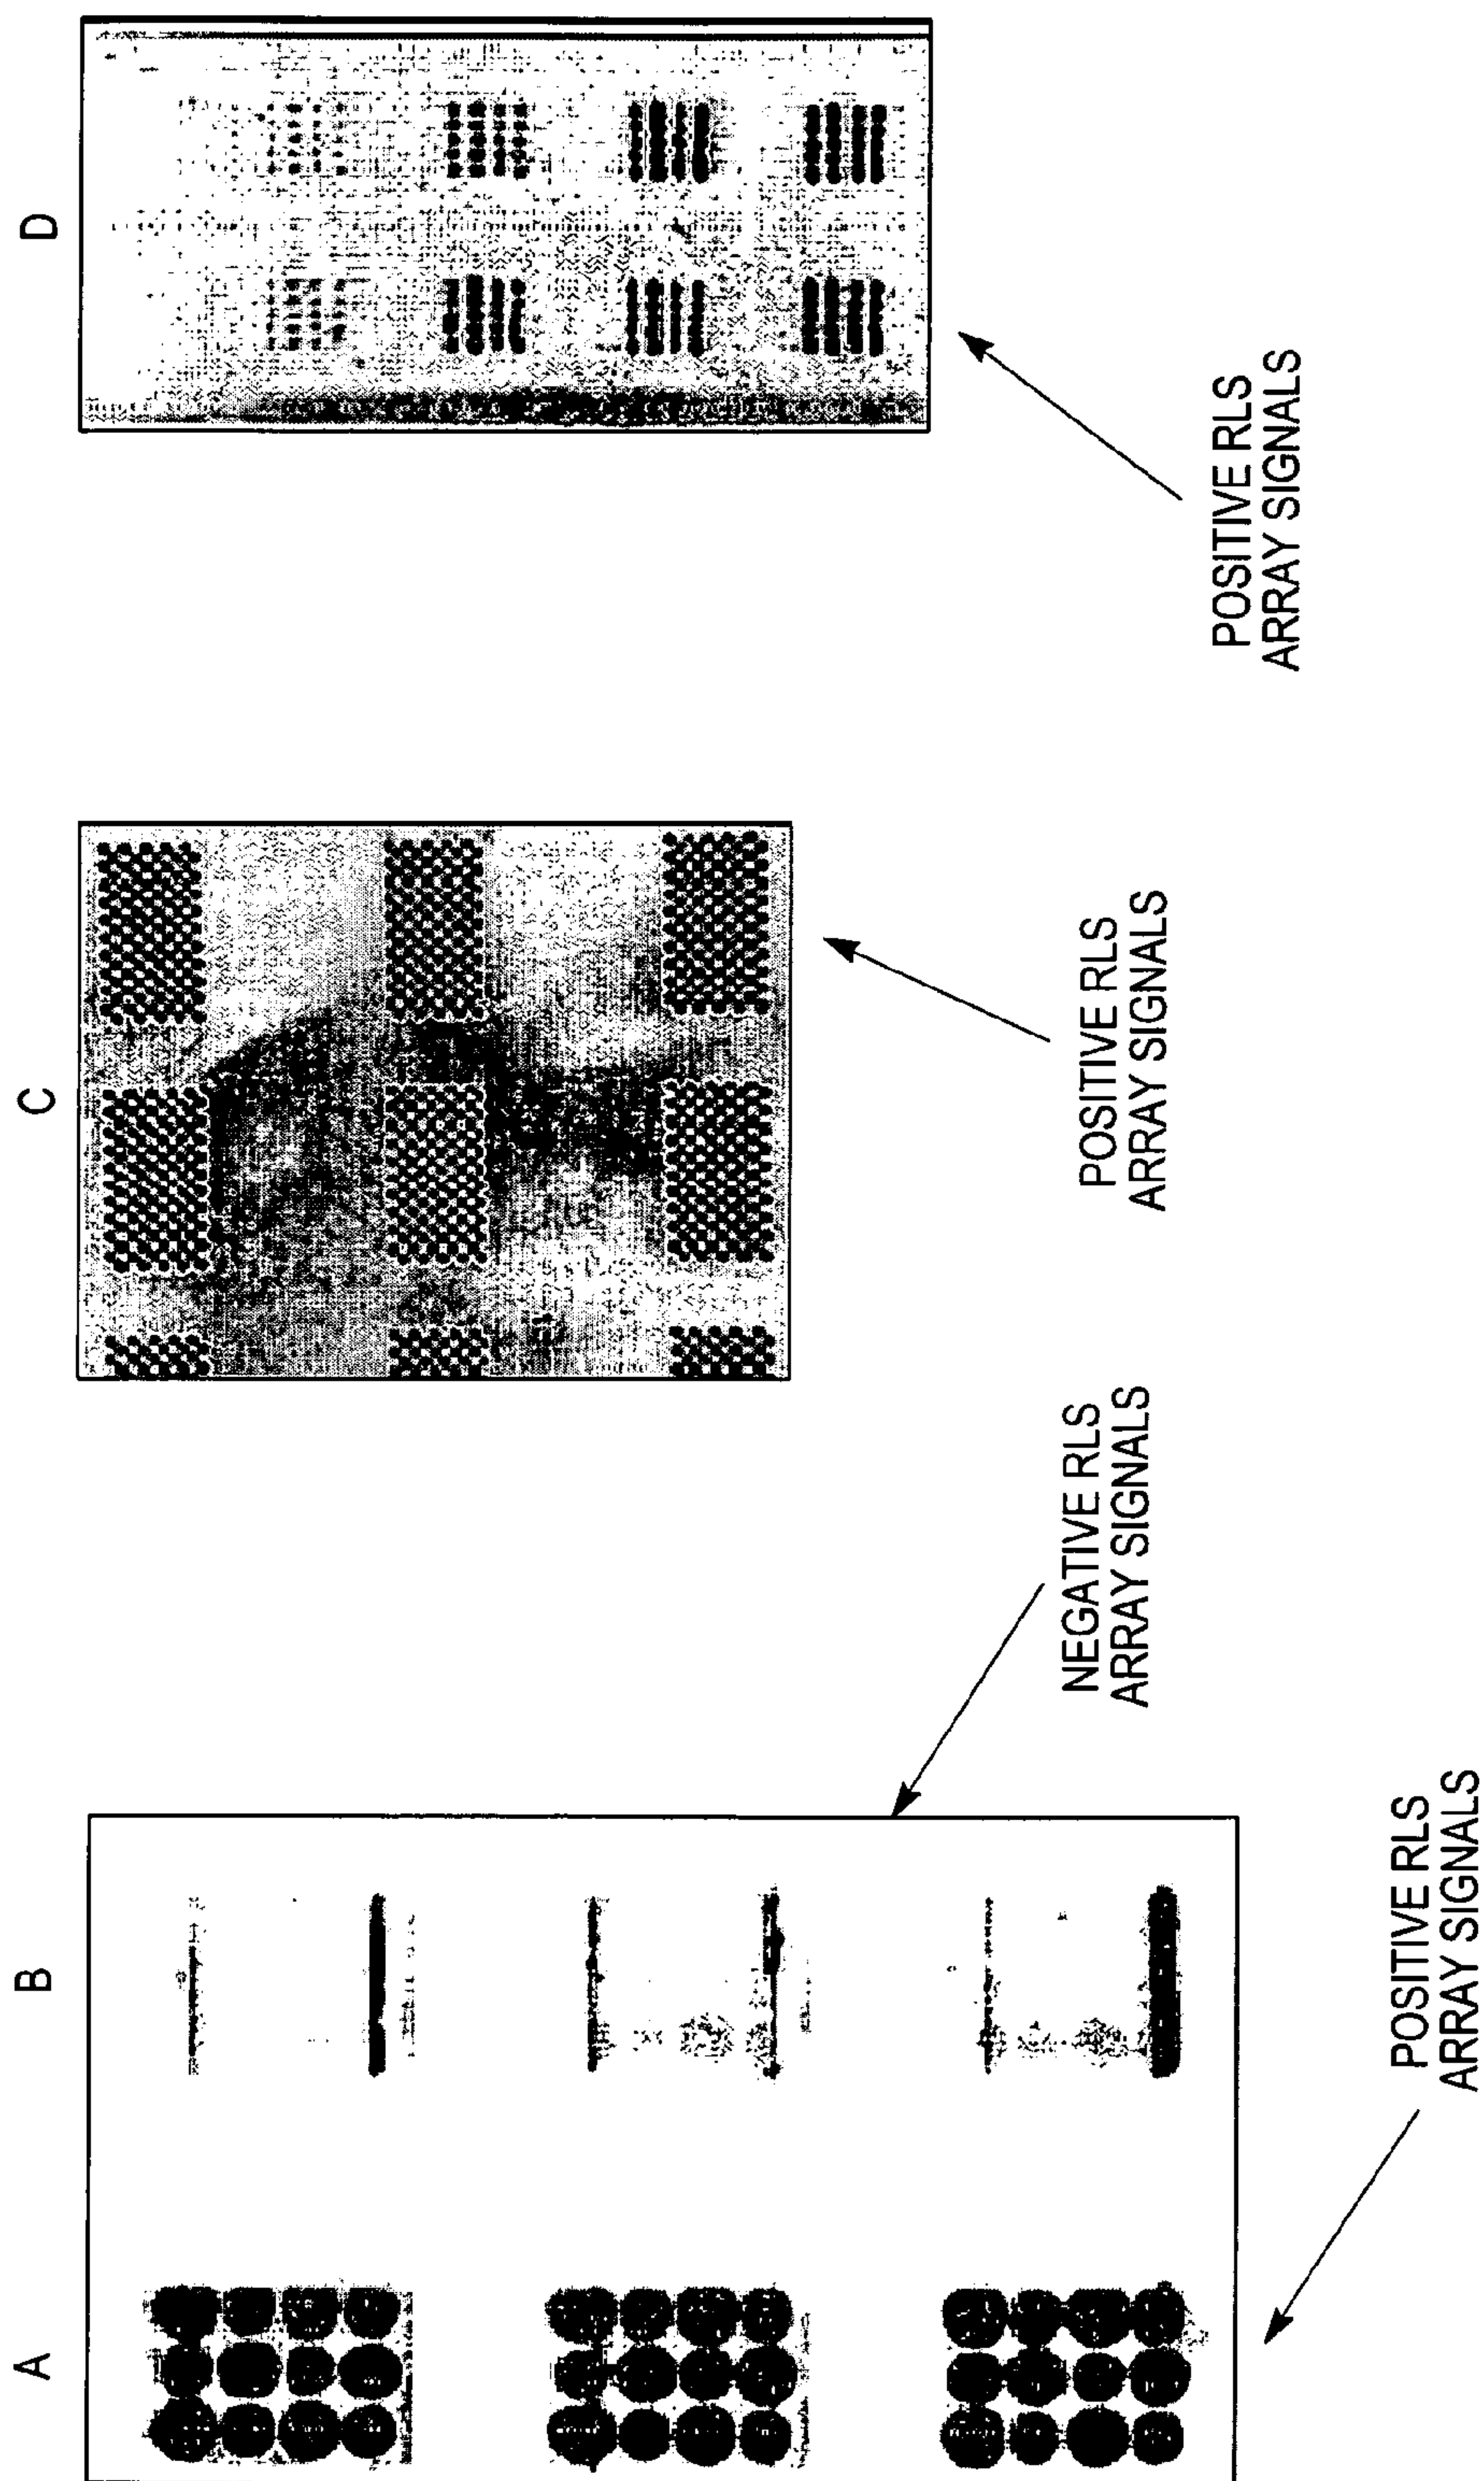 A
B
C
D
POSITIVE RLS
ARRAY SIGNALS
NEGATIVE RLS
ARRAY SIGNALS
POSITIVE RLS
ARRAY SIGNALS
POSITIVE RLS
ARRAY SIGNALS